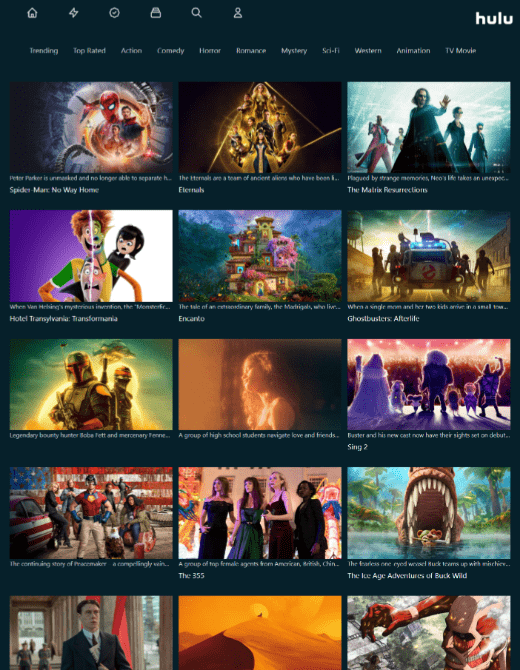 hulu
Trending Top Rated Action Comedy Horror Romance Mystery Sci-Fi Western Animation TV Movie
Peter Parker is unmasked and no longer able to separate h...
Spider-Man: No Way Home
The Eternals are a team of ancient aliens who have been li...
Eternals
Plagued by strange memories, Neo's life takes an unexpec...
The Matrix Resurrections
When Van Helsing's mysterious invention, the "Monsterfic...
Hotel Transylvania: Transformania
The tale of an extraordinary family, the Madrigals, who live...
Encanto
When a single mom and her two kids arrive in a small tow...
Ghostbusters: Afterlife
Legendary bounty hunter Boba Fett and mercenary Fenne...
A group of high school students navigate love and friends...
Buster and his new cast now have their sights set on debut...
Sing 2
The continuing story of Peacemaker – a compellingly vain...
A group of top female agents from American, British, Chin...
The 355
The fearless one-eyed weasel Buck teams up with mischiev...
The Ice Age Adventures of Buck Wild